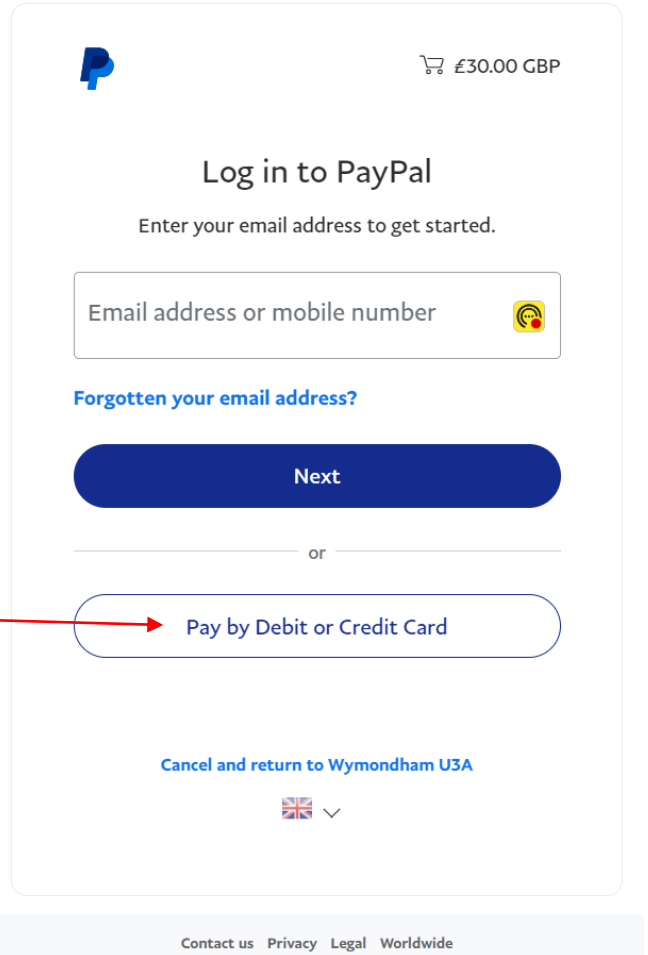 £30.00 GBP
Log in to PayPal
Enter your email address to get started.
Email address or mobile number
Forgotten your email address?
Next
or
Pay by Debit or Credit Card
Cancel and return to Wymondham U3A
Contact us Privacy Legal Worldwide